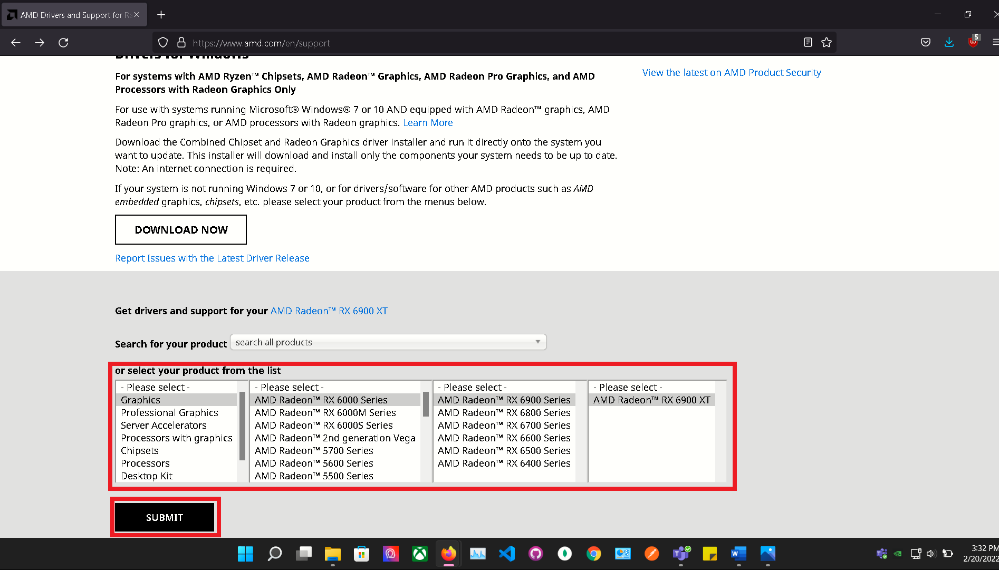 AMD Drivers and Support for Ra
https://www.amd.com/en/support
5
Drivers for Windows
For systems with AMD Ryzen™ Chipsets, AMD Radeon™ Graphics, AMD Radeon Pro Graphics, and AMD
Processors with Radeon Graphics Only
View the latest on AMD Product Security
For use with systems running Microsoft® Windows® 7 or 10 AND equipped with AMD Radeon™ graphics, AMD
Radeon Pro graphics, or AMD processors with Radeon graphics. Learn More
Download the Combined Chipset and Radeon Graphics driver installer and run it directly onto the system you
want to update. This installer will download and install only the components your system needs to be up to date.
Note: An internet connection is required.
If your system is not running Windows 7 or 10, or for drivers/software for other AMD products such as AMD
embedded graphics, chipsets, etc. please select your product from the menus below.
DOWNLOAD NOW
Report Issues with the Latest Driver Release
Get drivers and support for your AMD Radeon™ RX 6900 XT
Search for your product search all products
or select your product from the list
- Please select -
Graphics
Professional Graphics
Server Accelerators
Processors with graphics
Chipsets
Processors
Desktop Kit
- Please select -
AMD Radeon™ RX 6000 Series
AMD Radeon™ RX 6000M Series
AMD Radeon™ RX 6000S Series
AMD Radeon™ 2nd generation Vega
AMD Radeon™ 5700 Series
AMD Radeon™ 5600 Series
AMD Radeon™ 5500 Series
- Please select -
AMD Radeon™ RX 6900 Series
AMD Radeon™ RX 6800 Series
AMD Radeon™ RX 6700 Series
AMD Radeon™ RX 6600 Series
AMD Radeon™ RX 6500 Series
AMD Radeon™ RX 6400 Series
- Please select -
AMD Radeon™ RX 6900 XT
SUBMIT
3:32 PM
2/20/2022